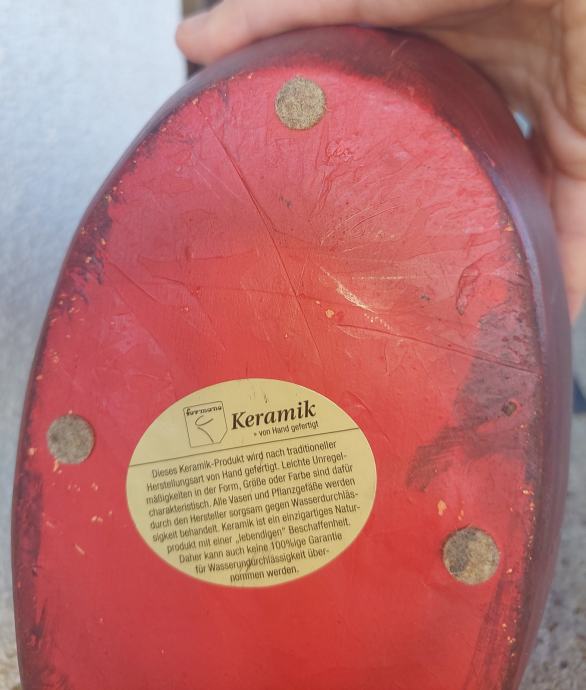 formano
Keramik
• von Hand gefertigt
Dieses Keramik-Produkt wird nach traditioneller
Herstellungsart von Hand gefertigt. Leichte Unregel-
mäßigkeiten in der Form, Größe oder Farbe sind dafür
charakteristisch. Alle Vasen und Pflanzgefäße werden
durch den Hersteller sorgsam gegen Wasserdurchläs-
sigkeit behandelt. Keramik ist ein einzigartiges Natur-
produkt mit einer „lebendigen" Beschaffenheit.
Daher kann auch keine 100%ige Garantie
für Wasserundurchlässigkeit über-
nommen werden.